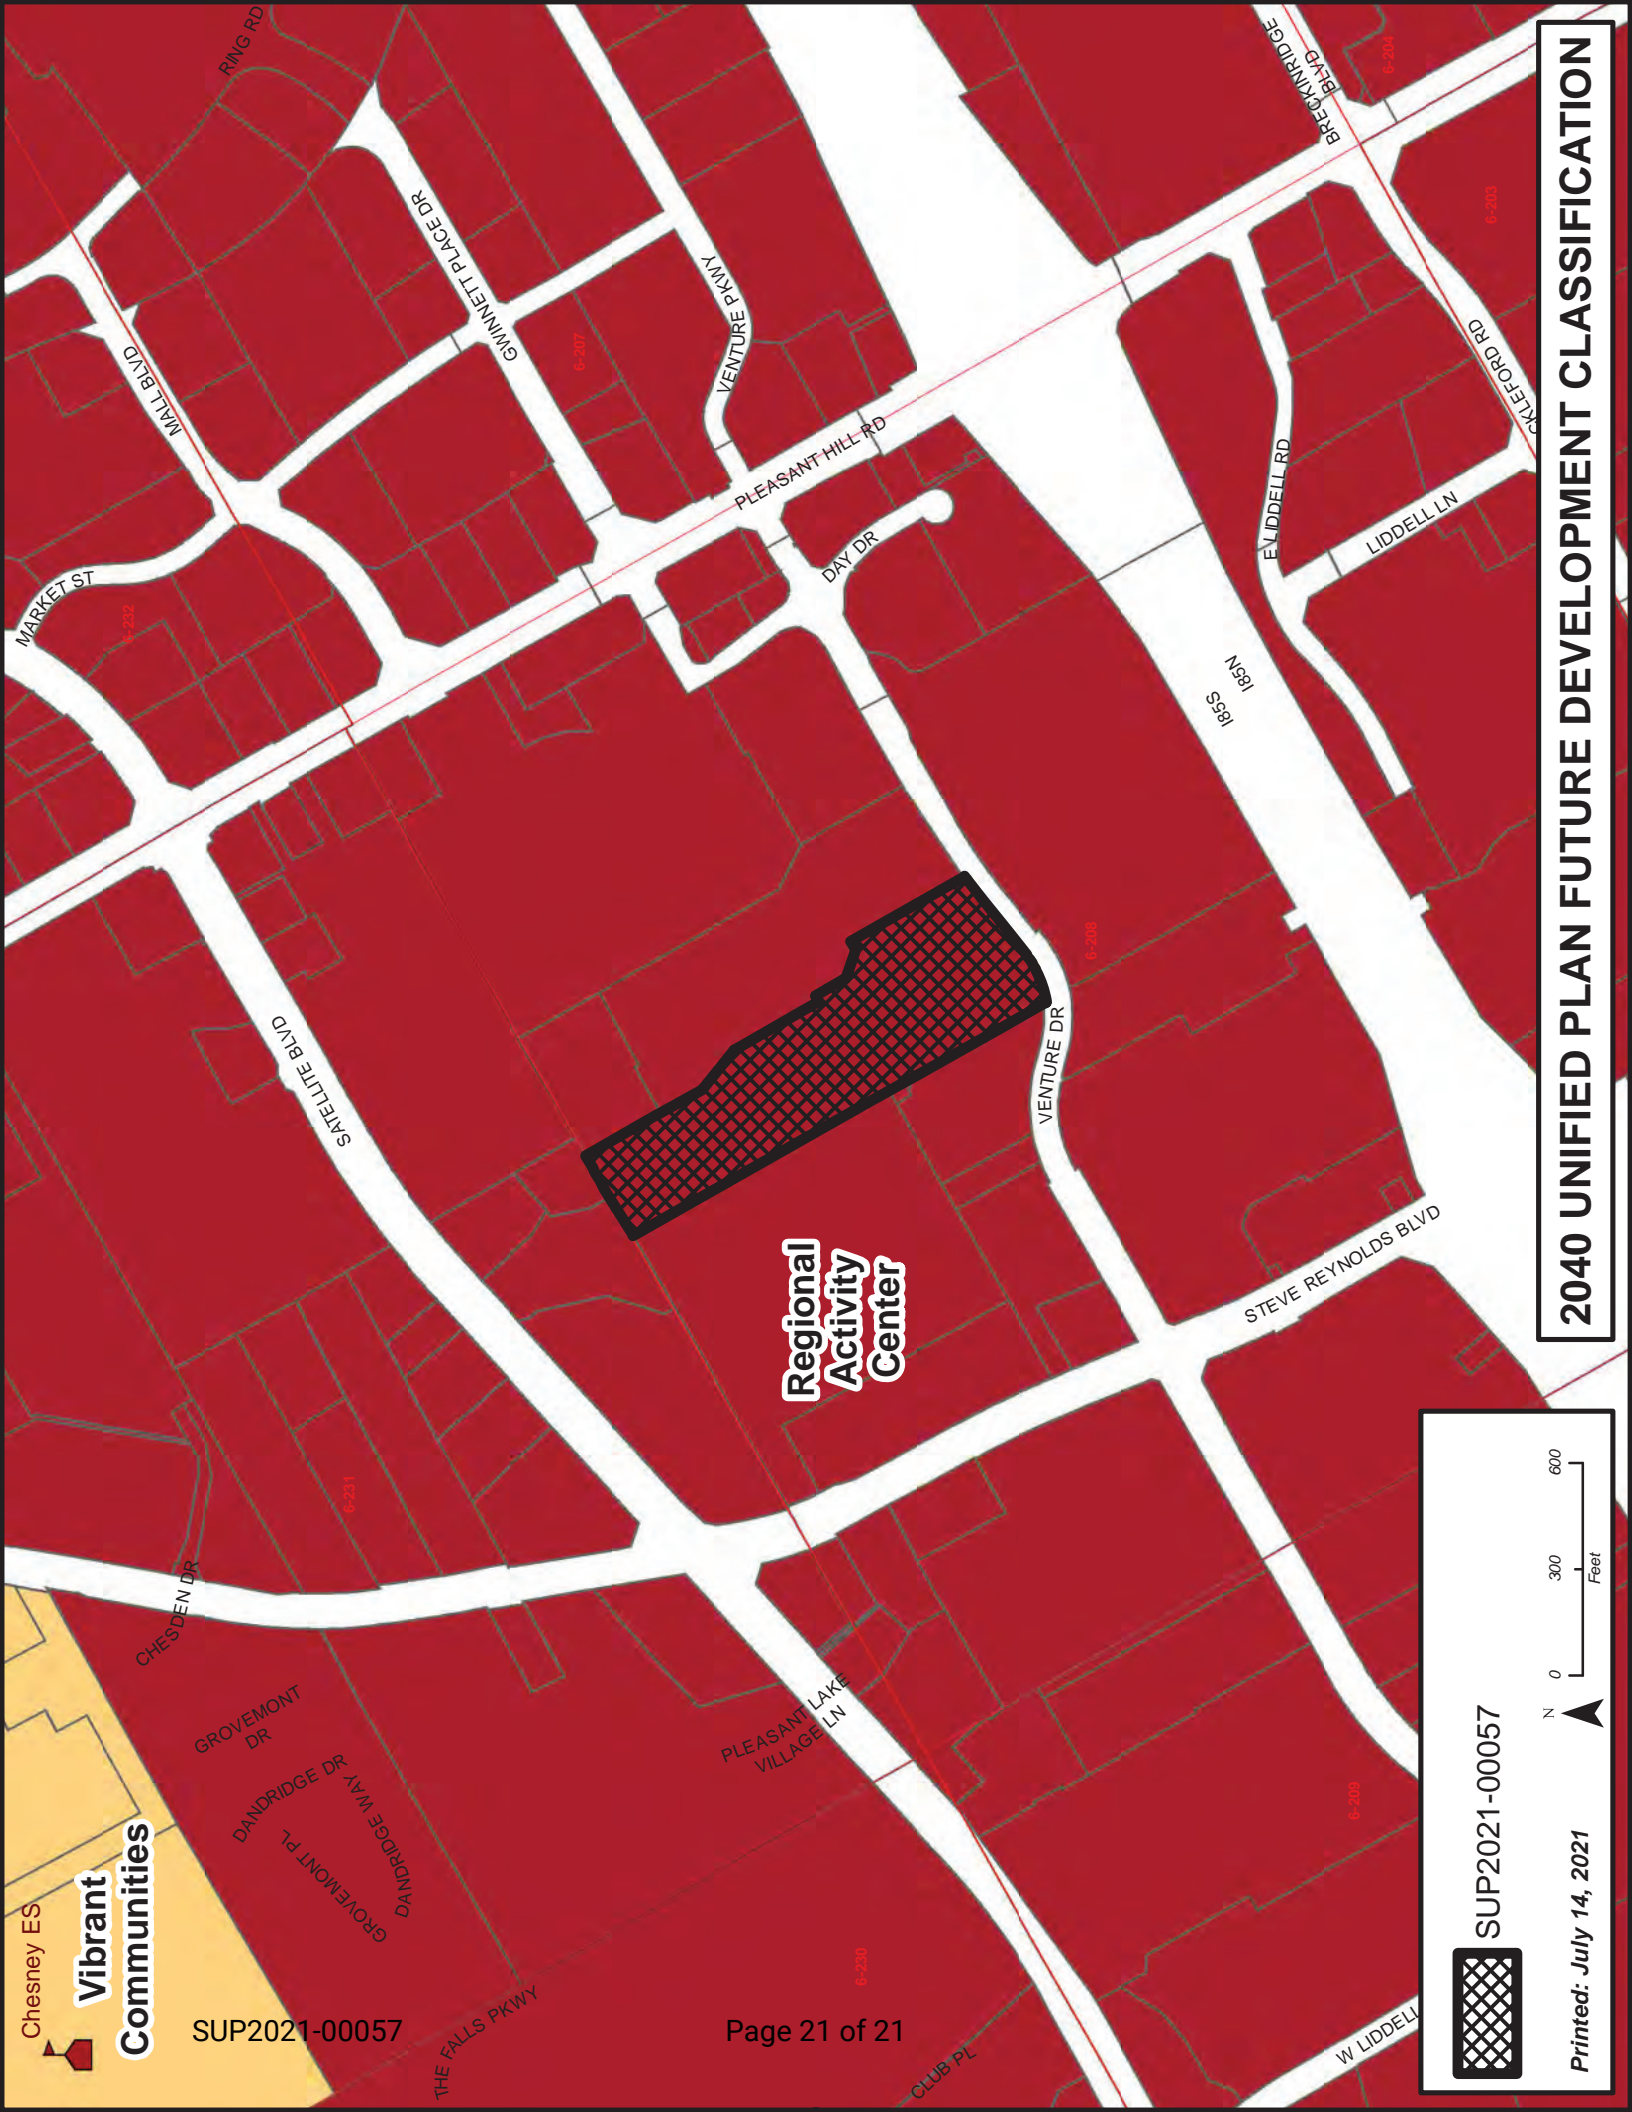 2040 UNIFIED PLAN FUTURE DEVELOPMENT CLASSIFICATION
Chesney ES
Vibrant
Communities
Regional
Activity
Center
RING RD
MALL BLVD
MARKET ST
GWINNETT PLACE DR
VENTURE PKWY
VENTURE PKWY
PLEASANT HILL RD
DAY DR
BRECKINRIDGE
BLVD
E LIDDELL RD
LIDDELL LN
CKLEFORD RD
I85S
I85N
SATELLITE BLVD
VENTURE DR
STEVE REYNOLDS BLVD
CHESDEN DR
GROVEMONT
DR
DANDRIDGE DR
DANDRIDGE WAY
GROVEMONT PL
PLEASANT LAKE
VILLAGE LN
THE FALLS PKWY
CLUB PL
W LIDDELL
6-204
6-203
6-207
6-232
6-208
6-231
6-209
6-230
SUP2021-00057
Printed: July 14, 2021
N
0 300 600
Feet
SUP2021-00057
Page 21 of 21